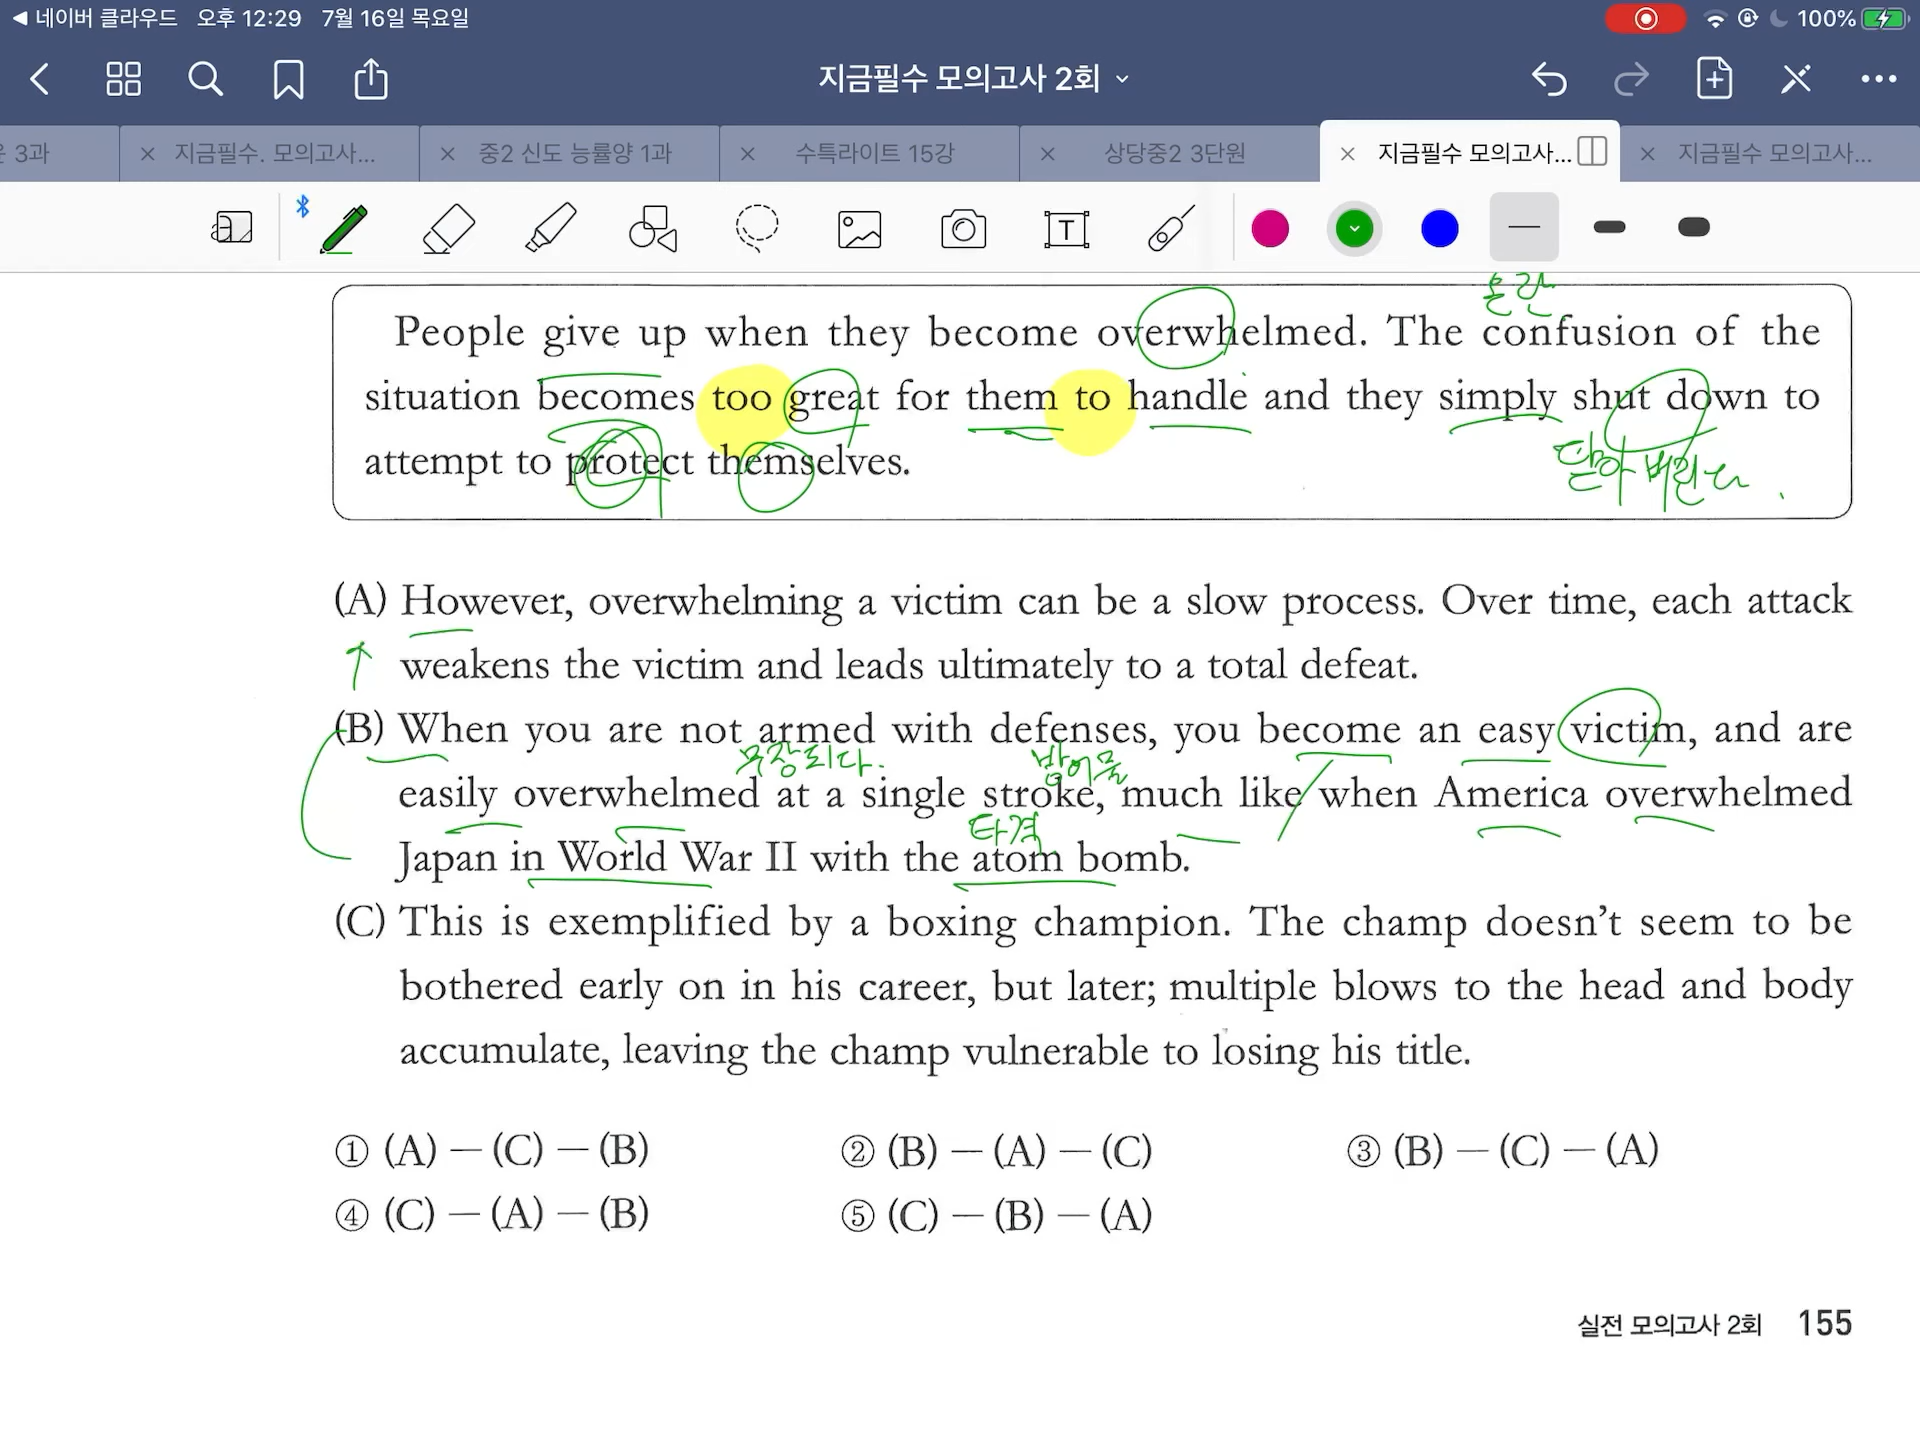 네이버 클라우드 오후 12:29 7월 16일 목요일 100%
지금필수 모의고사 2회
3과 지금필수. 모의고사... 중2 신도 능률양 1과 수특라이트 15강 상당중2 3단원 지금필수 모의고사... 지금필수 모의고사...
T
혼란
People give up when they become overwhelmed. The confusion of the
situation becomes too great for them to handle and they simply shut down to
attempt to protect themselves.
닫아 버린다.
(A) However, overwhelming a victim can be a slow process. Over time, each attack
weakens the victim and leads ultimately to a total defeat.
(B) When you are not armed with defenses, you become an easy victim, and are
무장되다. 방어물
easily overwhelmed at a single stroke, much like when America overwhelmed
타격
Japan in World War II with the atom bomb.
(C) This is exemplified by a boxing champion. The champ doesn't seem to be
bothered early on in his career, but later; multiple blows to the head and body
accumulate, leaving the champ vulnerable to losing his title.
① (A) — (C) — (B) ② (B) — (A) — (C) ③ (B) — (C) — (A)
④ (C) — (A) — (B) ⑤ (C) — (B) — (A)
실전 모의고사 2회 155